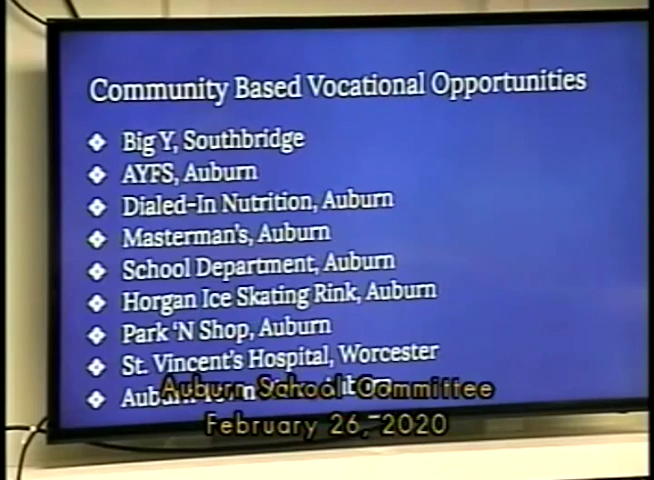 Community Based Vocational Opportunities
❖ Big Y, Southbridge
❖ AYFS, Auburn
❖ Dialed-In Nutrition, Auburn
❖ Masterman's, Auburn
❖ School Department, Auburn
❖ Horgan Ice Skating Rink, Auburn
❖ Park 'N Shop, Auburn
❖ St. Vincent's Hospital, Worcester
❖ Auburn
Auburn School Committee
February 26, 2020